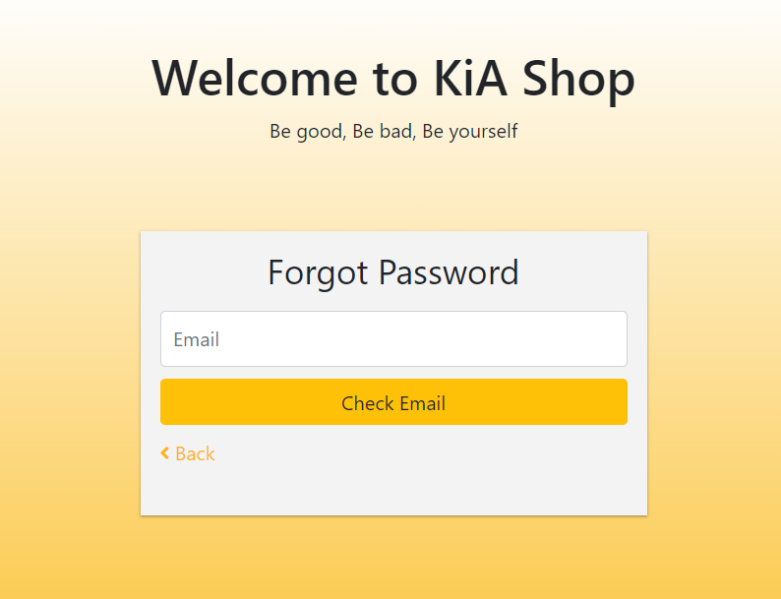 Welcome to KiA Shop
Be good, Be bad, Be yourself
Forgot Password
Email
Check Email
Back